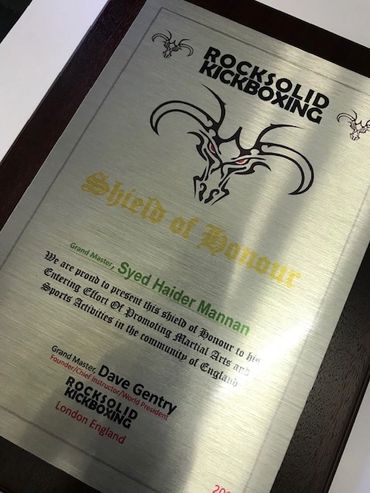 ROCKSOLID
KICKBOXING
Shield of Honour
Grand Master, Syed Haider Mannan
We are proud to present this shield of Honour to his
Entering Effort Of Promoting Martial Arts and
Sports Activities in the community of England
Grand Master, Dave Gentry
Founder/Chief Instructor/World President
ROCKSOLID
KICKBOXING
London England